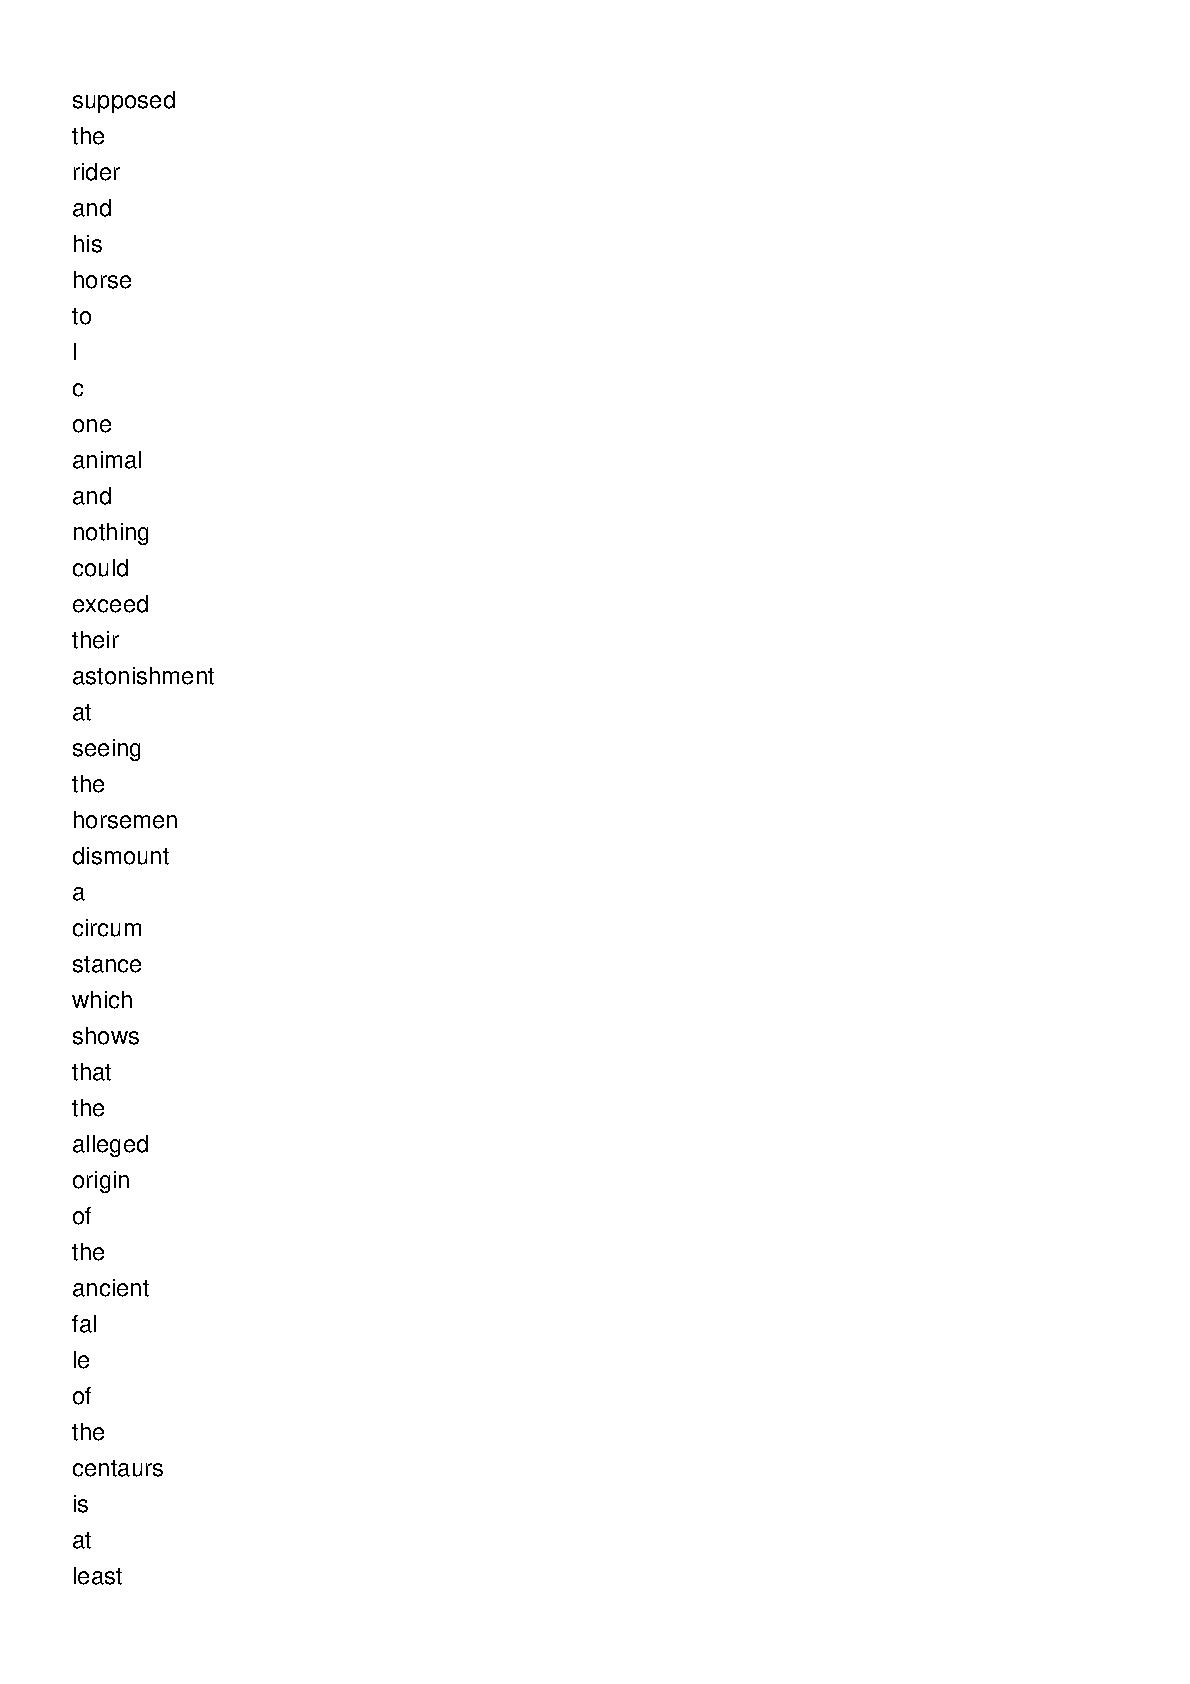 supposed
the
rider
and
his
horse
to
l
c
one
animal
and
nothing
could
exceed
their
astonishment
at
seeing
the
horsemen
dismount
a
circum
stance
which
shows
that
the
alleged
origin
of
the
ancient
fal
le
of
the
centaurs
is
at
least